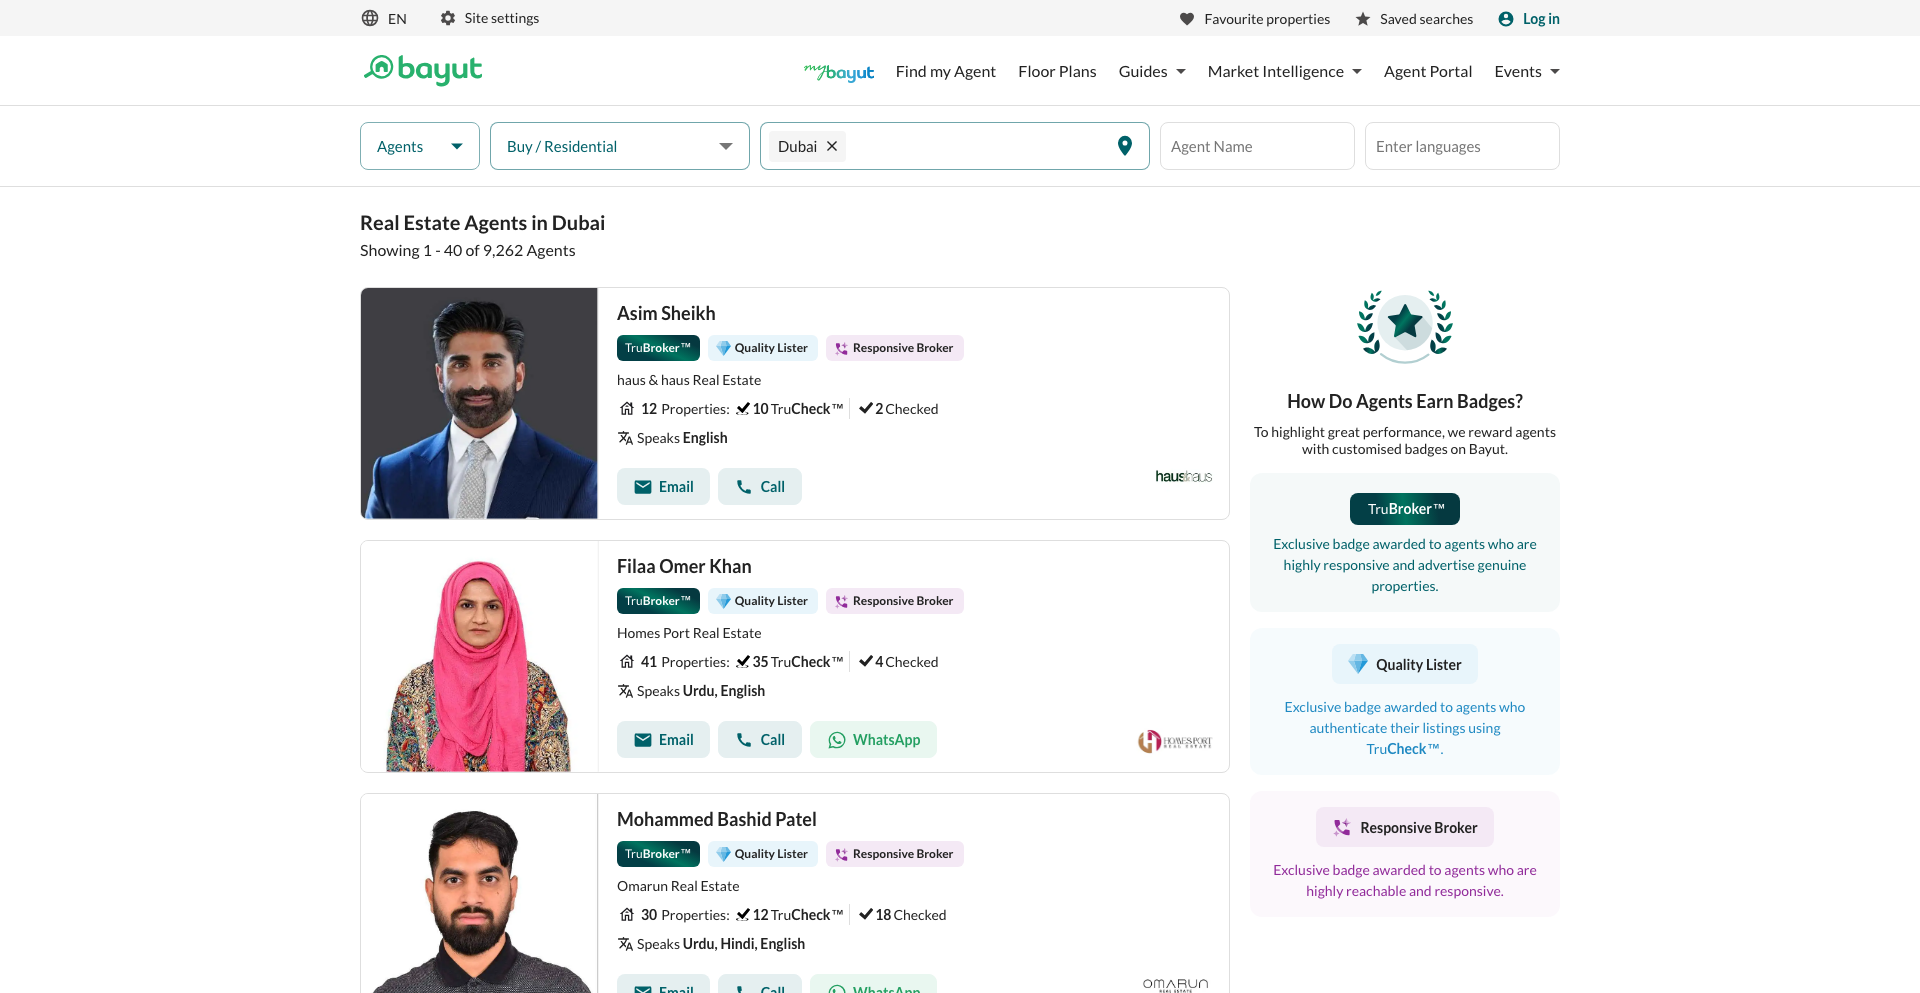 EN
Site settings
Favourite properties
Saved searches
Log in
bayut
mybayut
Find my Agent
Floor Plans
Guides
Market Intelligence
Agent Portal
Events
Agents
Buy / Residential
Dubai
Agent Name
Enter languages
Real Estate Agents in Dubai
Showing 1 - 40 of 9,262 Agents
Asim Sheikh
TruBroker™ Quality Lister Responsive Broker
haus & haus Real Estate
12 Properties: 10 TruCheck™ 2 Checked
Speaks English
Email Call
haus&haus
Filaa Omer Khan
TruBroker™ Quality Lister Responsive Broker
Homes Port Real Estate
41 Properties: 35 TruCheck™ 4 Checked
Speaks Urdu, English
Email Call WhatsApp
HOMESPORT
REAL ESTATE
Mohammed Bashid Patel
TruBroker™ Quality Lister Responsive Broker
Omarun Real Estate
30 Properties: 12 TruCheck™ 18 Checked
Speaks Urdu, Hindi, English
Email Call WhatsApp
OMARUN
REAL ESTATE
How Do Agents Earn Badges?
To highlight great performance, we reward agents
with customised badges on Bayut.
TruBroker™
Exclusive badge awarded to agents who are
highly responsive and advertise genuine
properties.
Quality Lister
Exclusive badge awarded to agents who
authenticate their listings using
TruCheck™.
Responsive Broker
Exclusive badge awarded to agents who are
highly reachable and responsive.